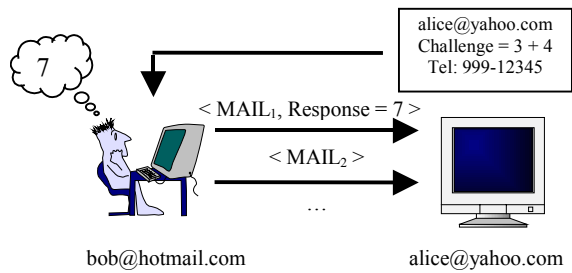 alice@yahoo.com
Challenge = 3 + 4
Tel: 999-12345
7
< MAIL₁, Response = 7 >
< MAIL₂ >
…
bob@hotmail.com
alice@yahoo.com